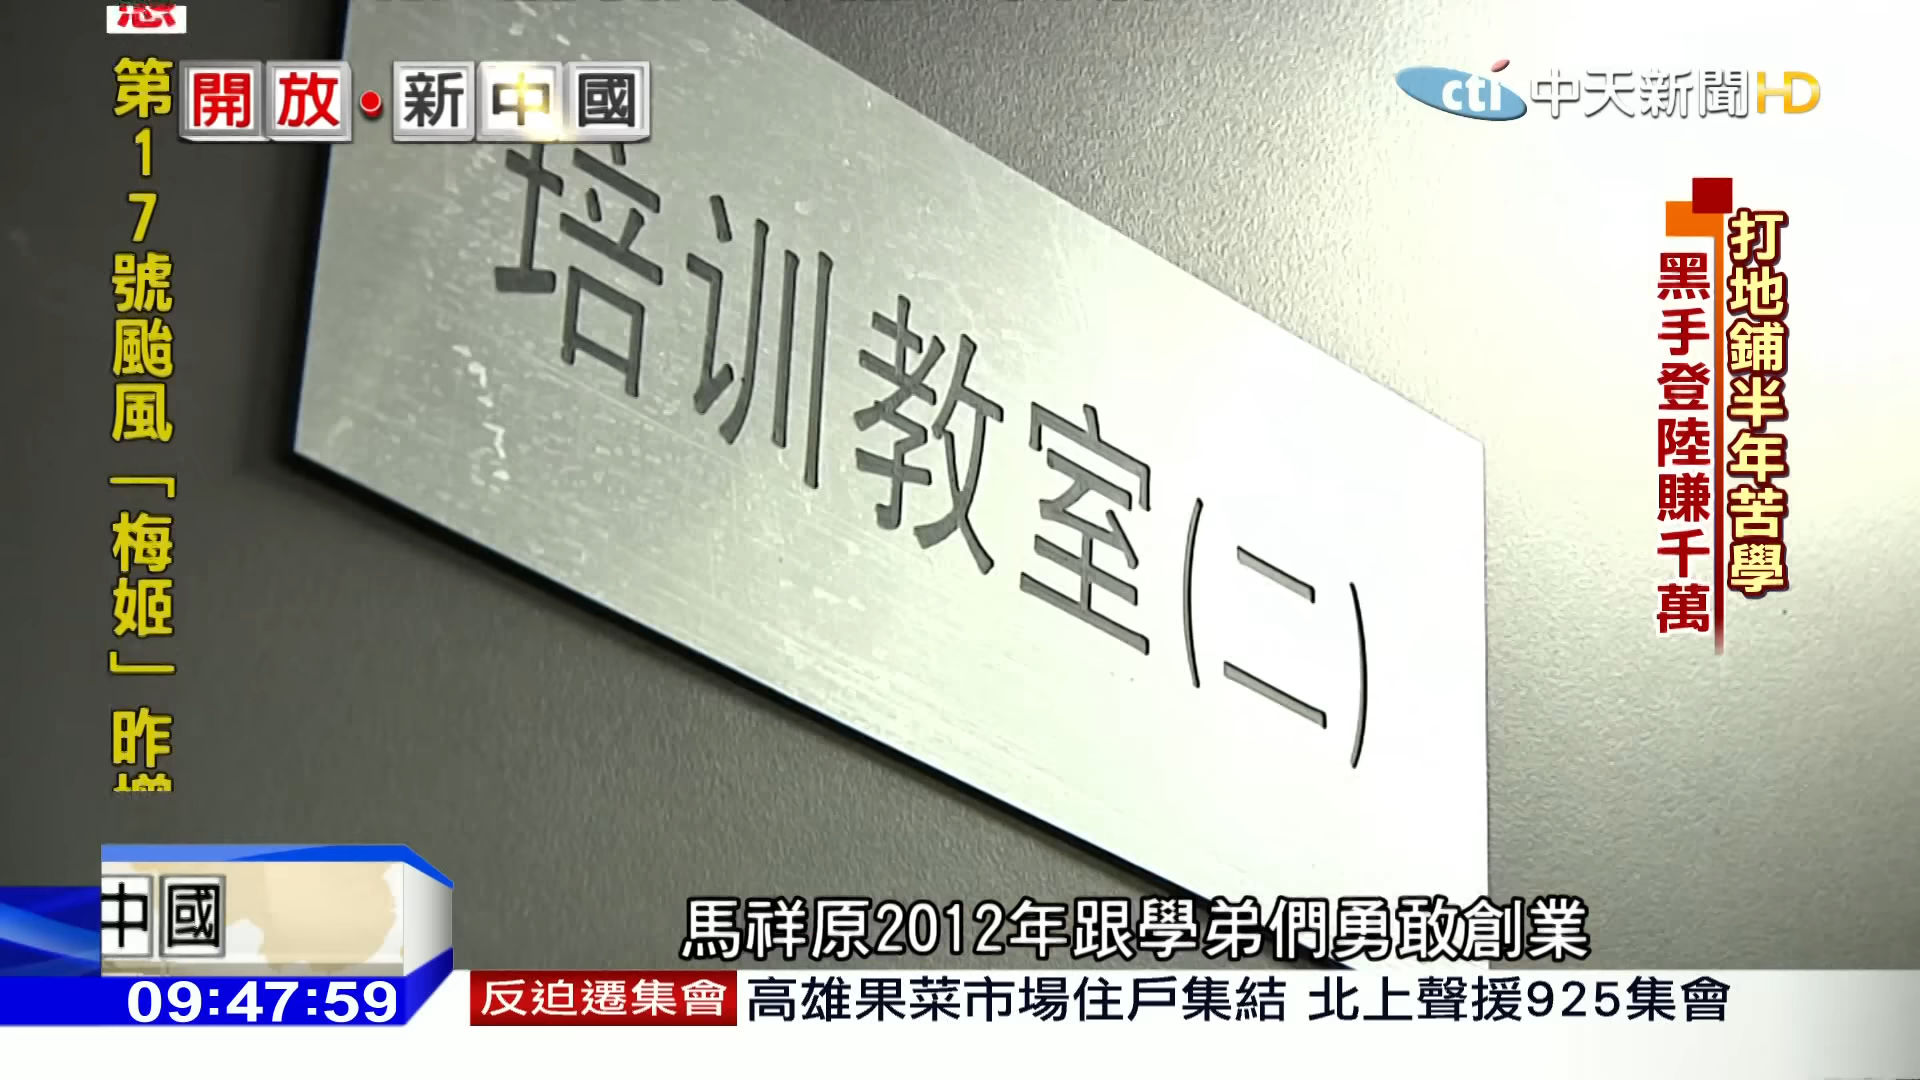 開放·新中國
cti中天新聞HD
第17號颱風「梅姬」昨增
打地鋪半年苦學
黑手登陸賺千萬
培训教室(二)
中國
馬祥原2012年跟學弟們勇敢創業
09:47:59
反迫遷集會 高雄果菜市場住戶集結 北上聲援925集會